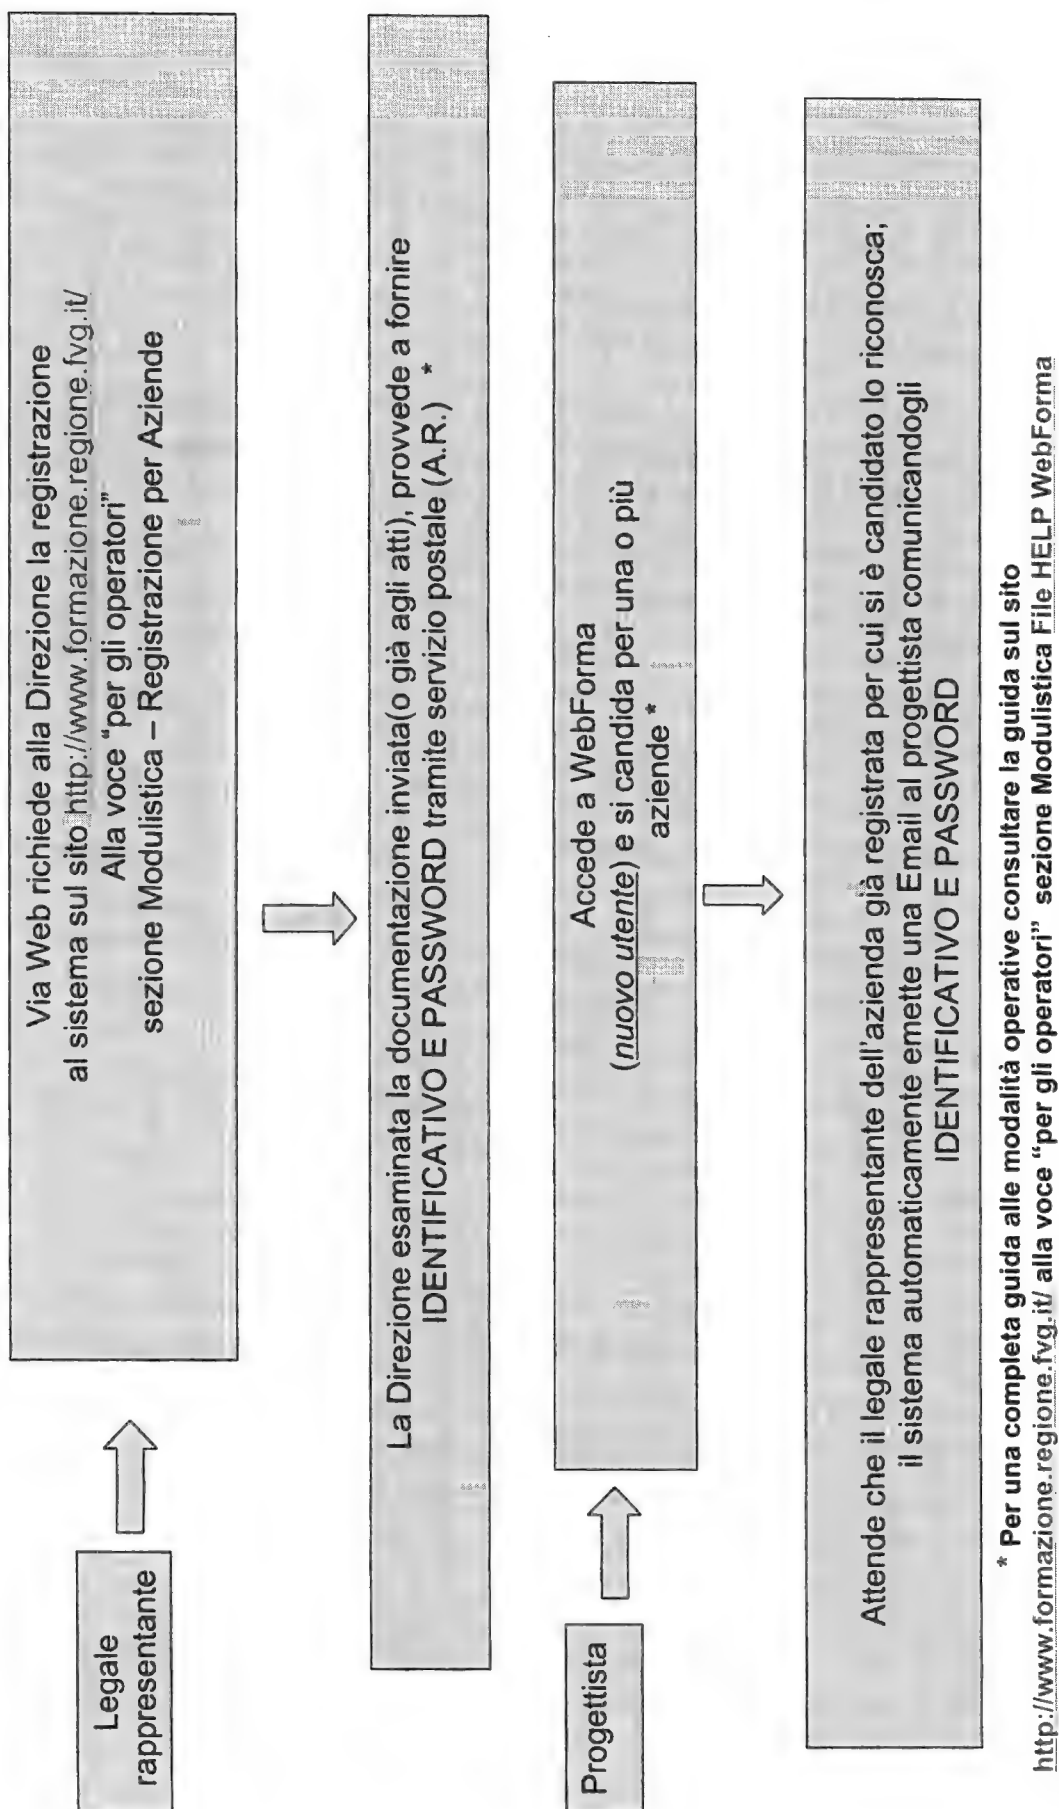 Legale
rappresentante
Via Web richiede alla Direzione la registrazione
al sistema sul sito http://www.formazione.regione.fvg.it/
Alla voce “per gli operatori”
sezione Modulistica – Registrazione per Aziende
La Direzione esaminata la documentazione inviata(o già agli atti), provvede a fornire
IDENTIFICATIVO E PASSWORD tramite servizio postale (A.R.) *
Progettista
Accede a WebForma
(nuovo utente) e si candida per una o più
aziende *
Attende che il legale rappresentante dell’azienda già registrata per cui si è candidato lo riconosca;
il sistema automaticamente emette una Email al progettista comunicandogli
IDENTIFICATIVO E PASSWORD
* Per una completa guida alle modalità operative consultare la guida sul sito
http://www.formazione.regione.fvg.it/ alla voce “per gli operatori” sezione Modulistica File HELP WebForma